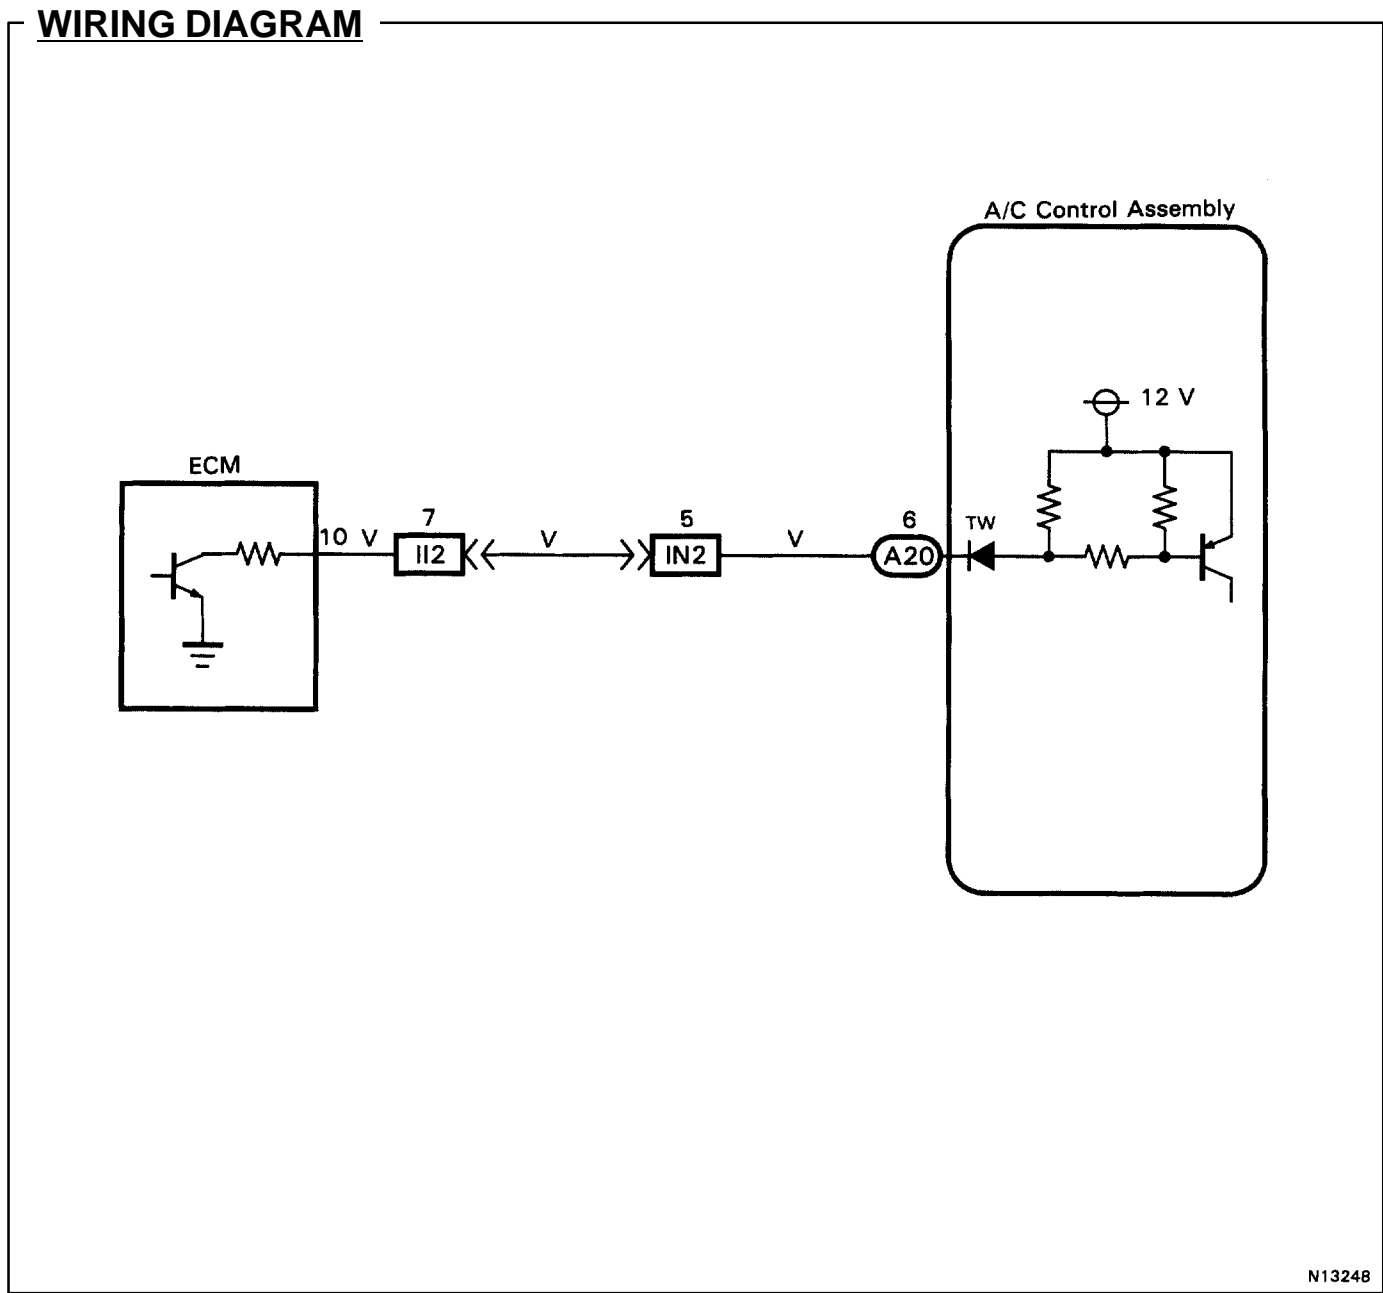 WIRING DIAGRAM
A/C Control Assembly
12 V
ECM
10 V
7
II2
V
5
IN2
V
6
A20
TW
N13248